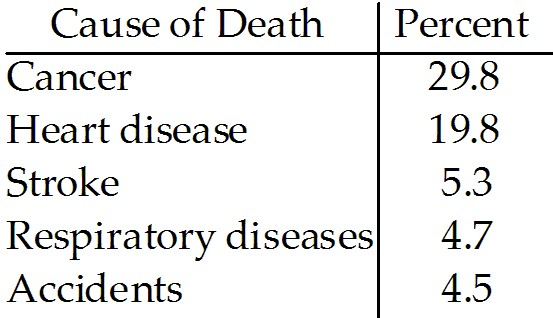 Cause of Death Percent
Cancer 29.8
Heart disease 19.8
Stroke 5.3
Respiratory diseases 4.7
Accidents 4.5